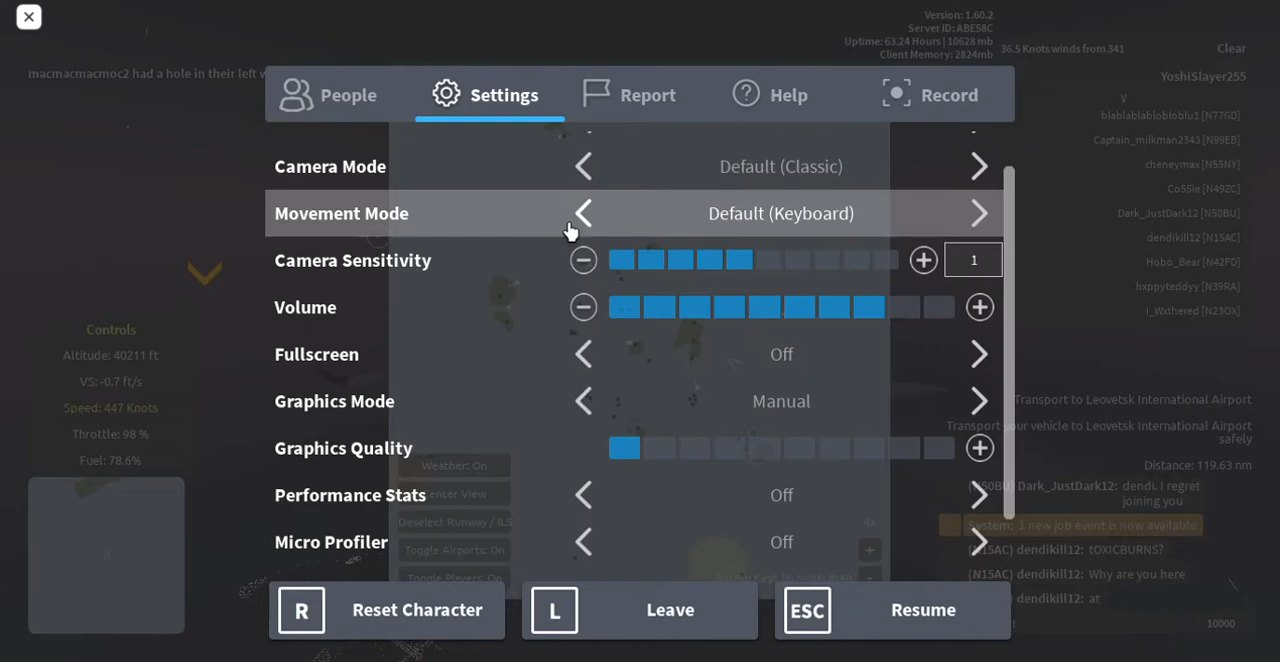 Version: 1.60.2
Server ID: ABE58C
Uptime: 63.24 Hours | 10628 mb
Client Memory: 2824mb
36.5 Knots winds from 341
Clear
macmacmacmoc2 had a hole in their left
YoshiSlayer255
blablablablobloblu1 [N77GD]
Captain_milkman2343 [N99EB]
cheneymax [N55NY]
CoSSie [N49ZC]
Dark_JustDark12 [N50BU]
dendikill12 [N15AC]
Hobo_Bear [N42FD]
hxppyteddyy [N39RA]
i_Wxthered [N23OX]
People
Settings
Report
Help
Record
Camera Mode
Default (Classic)
Movement Mode
Default (Keyboard)
Camera Sensitivity
1
Volume
Fullscreen
Off
Graphics Mode
Manual
Graphics Quality
Performance Stats
Off
Micro Profiler
Off
Controls
Altitude: 40211 ft
VS: -0.7 ft/s
Speed: 447 Knots
Throttle: 98 %
Fuel: 78.6%
Weather: On
Center View
Deselect Runway / ILS
Toggle Airports: On
Toggle Players: On
Transport to Leovetsk International Airport
Transport your vehicle to Leovetsk International Airport
safely
Distance: 119.63 nm
(N50BU) Dark_JustDark12: dendi. I regret
joining you
System: 1 new job event is now available
(N15AC) dendikill12: tOXICBURNS?
(N15AC) dendikill12: Why are you here
dendikill12: at
10000
R
Reset Character
L
Leave
ESC
Resume